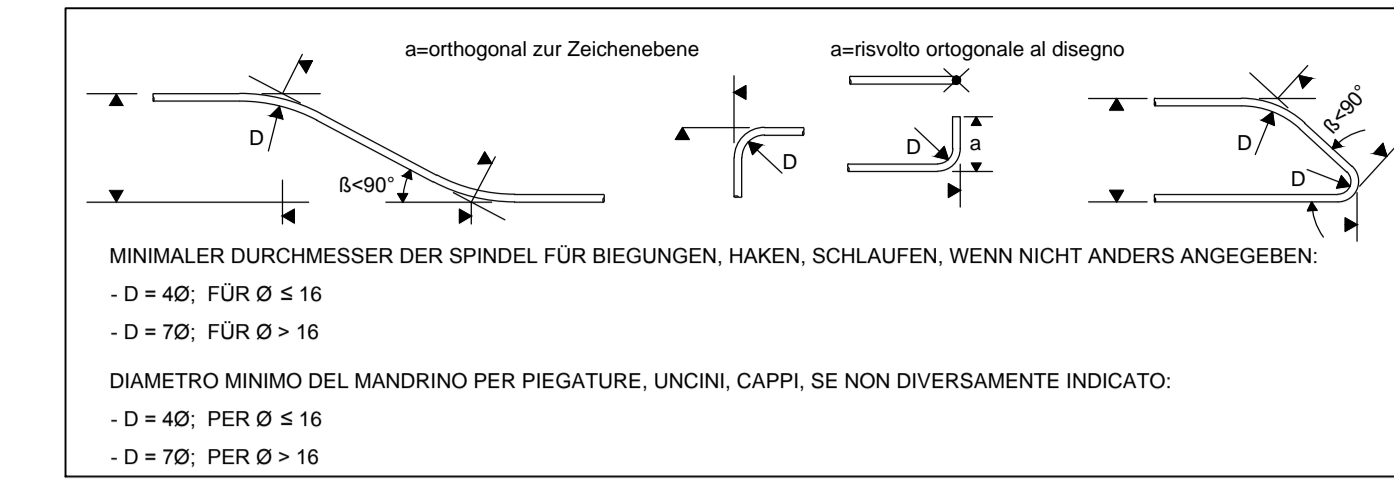 a=orthogonal zur Zeichenebene
a=risvolto ortogonale al disegno
D
ß<90°
D
D
a
D
ß<90°
D
MINIMALER DURCHMESSER DER SPINDEL FÜR BIEGUNGEN, HAKEN, SCHLAUFEN, WENN NICHT ANDERS ANGEGEBEN:
- D = 4Ø; FÜR Ø ≤ 16
- D = 7Ø; FÜR Ø > 16
DIAMETRO MINIMO DEL MANDRINO PER PIEGATURE, UNCINI, CAPPI, SE NON DIVERSAMENTE INDICATO:
- D = 4Ø; PER Ø ≤ 16
- D = 7Ø; PER Ø > 16